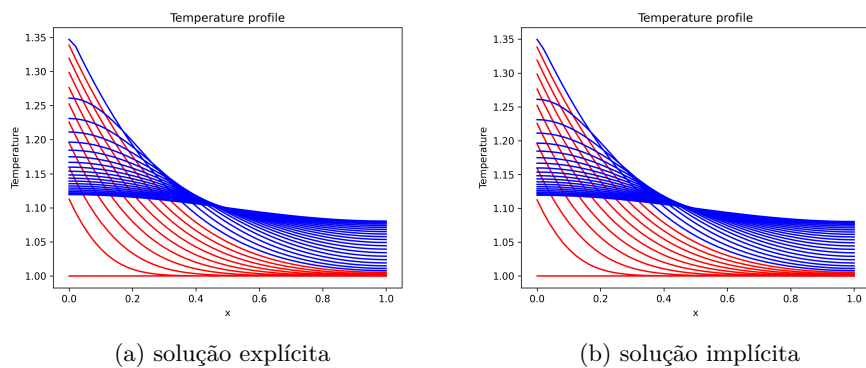 Temperature profile
1.35
1.30
1.25
1.20
1.15
1.10
1.05
1.00
Temperature
0.0 0.2 0.4 0.6 0.8 1.0
x
(a) solução explícita
Temperature profile
1.35
1.30
1.25
1.20
1.15
1.10
1.05
1.00
Temperature
0.0 0.2 0.4 0.6 0.8 1.0
x
(b) solução implícita